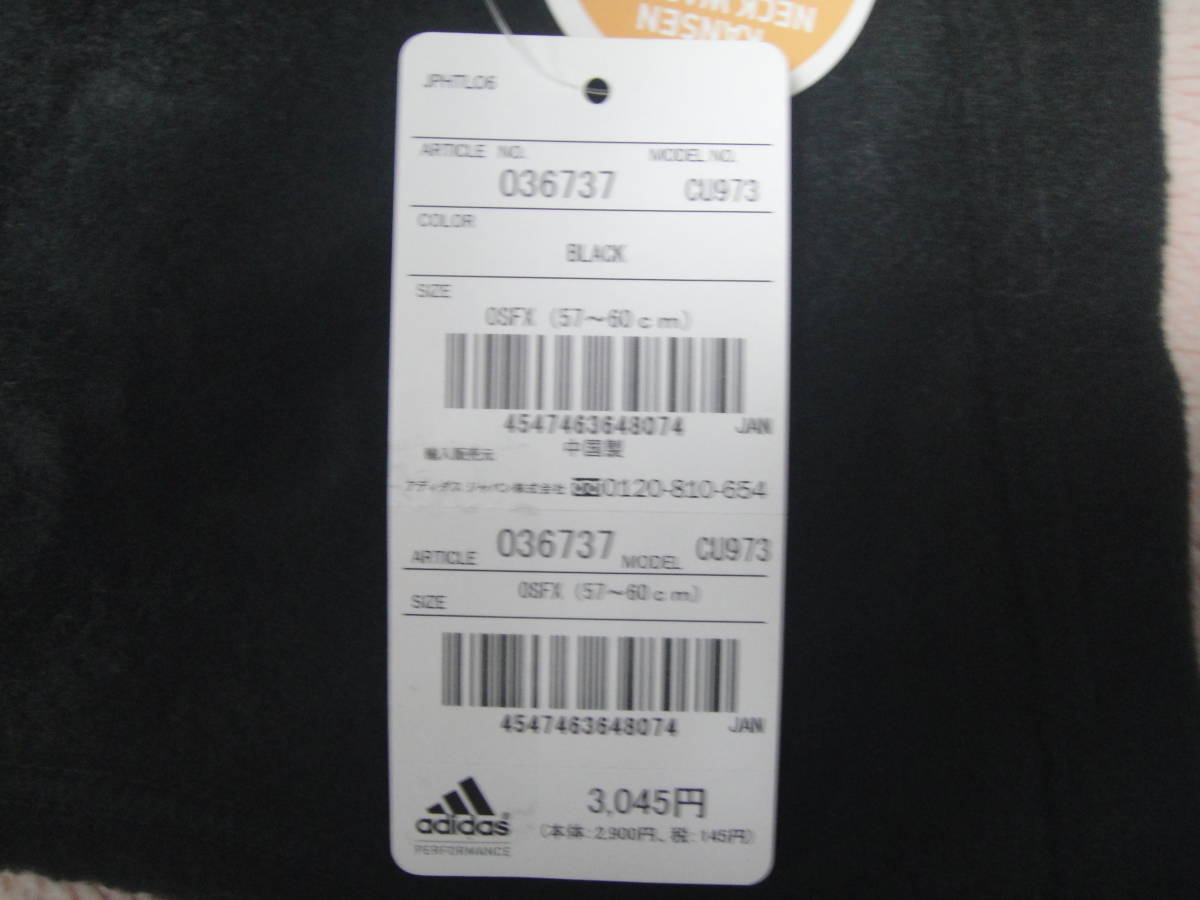 KANSEN
NECK
JPHTL06
ARTICLE NO. MODEL NO.
036737 CU973
COLOR
BLACK
SIZE
OSFX (57～60cm)
4547463648074 JAN
中国製
輸入販売元
アディダス ジャパン株式会社 0120-810-654
ARTICLE 036737 MODEL CU973
SIZE OSFX (57～60cm)
4547463648074 JAN
adidas
PERFORMANCE
3,045円
(本体:2,900円、税:145円)